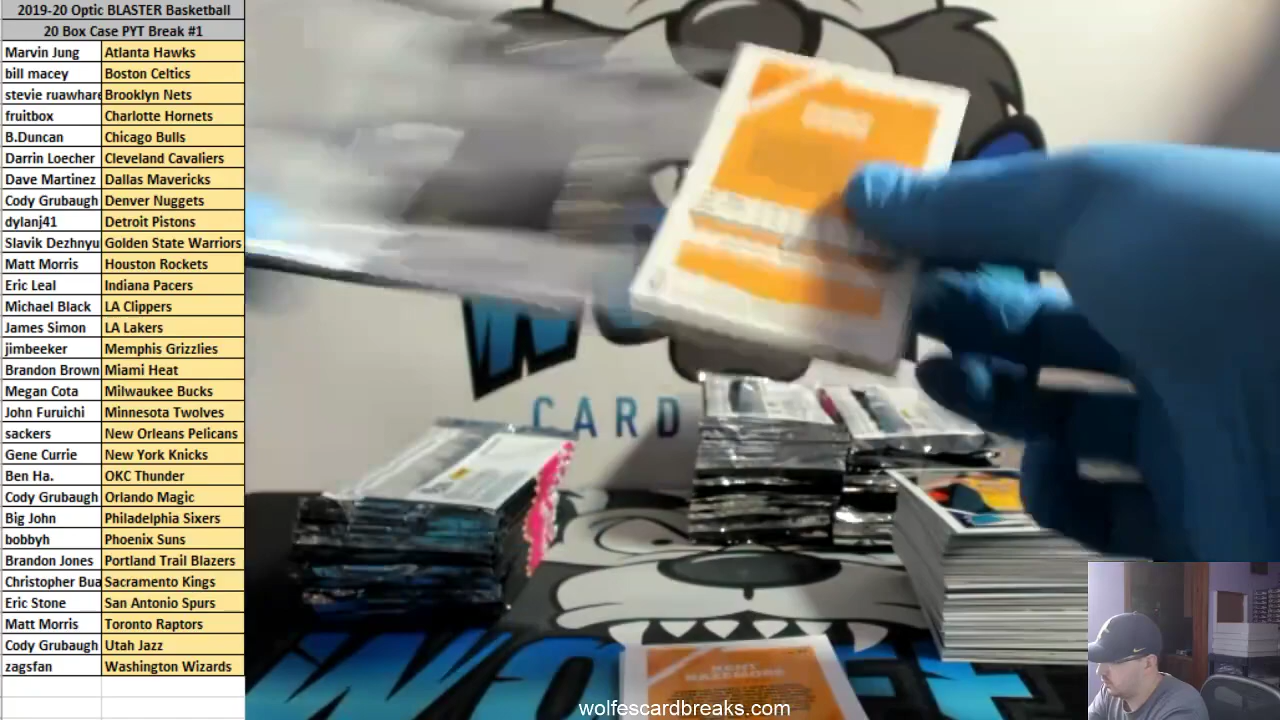 2019-20 Optic BLASTER Basketball
20 Box Case PYT Break #1
Marvin Jung Atlanta Hawks
bill macey Boston Celtics
stevie ruawhare Brooklyn Nets
fruitbox Charlotte Hornets
B.Duncan Chicago Bulls
Darrin Loecher Cleveland Cavaliers
Dave Martinez Dallas Mavericks
Cody Grubaugh Denver Nuggets
dylanj41 Detroit Pistons
Slavik Dezhnyu Golden State Warriors
Matt Morris Houston Rockets
Eric Leal Indiana Pacers
Michael Black LA Clippers
James Simon LA Lakers
jimbeeker Memphis Grizzlies
Brandon Brown Miami Heat
Megan Cota Milwaukee Bucks
John Furuichi Minnesota Twolves
sackers New Orleans Pelicans
Gene Currie New York Knicks
Ben Ha. OKC Thunder
Cody Grubaugh Orlando Magic
Big John Philadelphia Sixers
bobbyh Phoenix Suns
Brandon Jones Portland Trail Blazers
Christopher Bua Sacramento Kings
Eric Stone San Antonio Spurs
Matt Morris Toronto Raptors
Cody Grubaugh Utah Jazz
zagsfan Washington Wizards
CARD
KENT
BAZEMORE
wolfescardbreaks.com